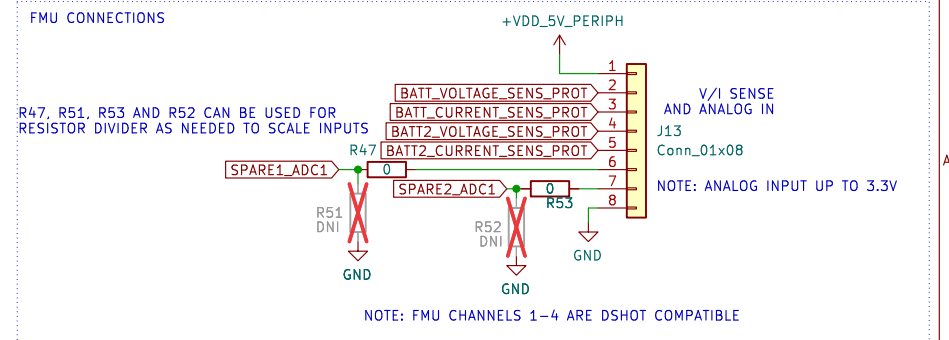 FMU CONNECTIONS
+VDD_5V_PERIPH
1
BATT_VOLTAGE_SENS_PROT 2
V/I SENSE
AND ANALOG IN
BATT_CURRENT_SENS_PROT 3
R47, R51, R53 AND R52 CAN BE USED FOR
RESISTOR DIVIDER AS NEEDED TO SCALE INPUTS
BATT2_VOLTAGE_SENS_PROT 4
J13
BATT2_CURRENT_SENS_PROT 5
Conn_01x08
R47
SPARE1_ADC1 0 6
SPARE2_ADC1 0 7
NOTE: ANALOG INPUT UP TO 3.3V
R53
8
R51
DNI
R52
DNI
GND
GND
GND
NOTE: FMU CHANNELS 1-4 ARE DSHOT COMPATIBLE
A